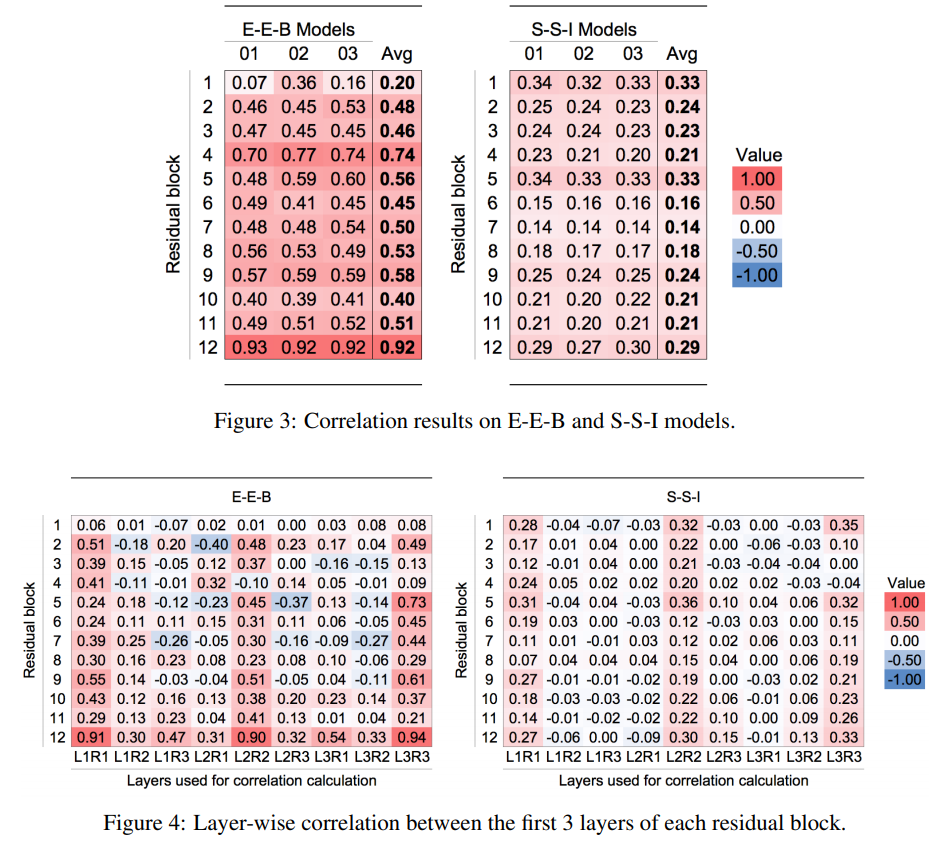 E-E-B Models
01 02 03 Avg
Residual block
1 0.07 0.36 0.16 0.20
2 0.46 0.45 0.53 0.48
3 0.47 0.45 0.45 0.46
4 0.70 0.77 0.74 0.74
5 0.48 0.59 0.60 0.56
6 0.49 0.41 0.45 0.45
7 0.48 0.48 0.54 0.50
8 0.56 0.53 0.49 0.53
9 0.57 0.59 0.59 0.58
10 0.40 0.39 0.41 0.40
11 0.49 0.51 0.52 0.51
12 0.93 0.92 0.92 0.92
S-S-I Models
01 02 03 Avg
Residual block
1 0.34 0.32 0.33 0.33
2 0.25 0.24 0.23 0.24
3 0.24 0.24 0.23 0.23
4 0.23 0.21 0.20 0.21
5 0.34 0.33 0.33 0.33
6 0.15 0.16 0.16 0.16
7 0.14 0.14 0.14 0.14
8 0.18 0.17 0.17 0.18
9 0.25 0.24 0.25 0.24
10 0.21 0.20 0.22 0.21
11 0.21 0.20 0.21 0.21
12 0.29 0.27 0.30 0.29
Value
1.00
0.50
0.00
-0.50
-1.00
Figure 3: Correlation results on E-E-B and S-S-I models.
E-E-B
Residual block
1 0.06 0.01 -0.07 0.02 0.01 0.00 0.03 0.08 0.08
2 0.51 -0.18 0.20 -0.40 0.48 0.23 0.17 0.04 0.49
3 0.39 0.15 -0.05 0.12 0.37 0.00 -0.16 -0.15 0.13
4 0.41 -0.11 -0.01 0.32 -0.10 0.14 0.05 -0.01 0.09
5 0.24 0.18 -0.12 -0.23 0.45 -0.37 0.13 -0.14 0.73
6 0.24 0.11 0.11 0.15 0.31 0.11 0.06 -0.05 0.45
7 0.39 0.25 -0.26 -0.05 0.30 -0.16 -0.09 -0.27 0.44
8 0.30 0.16 0.23 0.08 0.23 0.08 0.10 -0.06 0.29
9 0.55 0.14 -0.03 -0.04 0.51 -0.05 0.04 -0.11 0.61
10 0.43 0.12 0.16 0.13 0.38 0.20 0.23 0.14 0.37
11 0.29 0.13 0.23 0.04 0.41 0.13 0.01 0.04 0.21
12 0.91 0.30 0.47 0.31 0.90 0.32 0.54 0.33 0.94
L1R1 L1R2 L1R3 L2R1 L2R2 L2R3 L3R1 L3R2 L3R3
Layers used for correlation calculation
S-S-I
Residual block
1 0.28 -0.04 -0.07 -0.03 0.32 -0.03 0.00 -0.03 0.35
2 0.17 0.01 0.04 0.00 0.22 0.00 -0.06 -0.03 0.10
3 0.12 -0.01 0.04 0.00 0.21 -0.03 -0.04 -0.04 0.00
4 0.24 0.05 0.02 0.02 0.20 0.02 0.02 -0.03 -0.04
5 0.31 -0.04 0.04 -0.03 0.36 0.10 0.04 0.06 0.32
6 0.19 0.03 0.00 -0.03 0.12 -0.03 0.03 0.00 0.15
7 0.11 0.01 -0.01 0.03 0.12 0.02 0.06 0.03 0.11
8 0.07 0.04 0.04 0.04 0.15 0.04 0.00 0.06 0.19
9 0.27 -0.01 -0.01 -0.02 0.19 0.00 -0.03 0.02 0.21
10 0.18 -0.03 -0.03 -0.02 0.22 0.06 -0.01 0.06 0.23
11 0.14 -0.01 -0.02 -0.02 0.22 0.10 0.00 0.09 0.26
12 0.27 -0.06 0.00 -0.09 0.30 0.15 -0.01 0.13 0.33
L1R1 L1R2 L1R3 L2R1 L2R2 L2R3 L3R1 L3R2 L3R3
Layers used for correlation calculation
Value
1.00
0.50
0.00
-0.50
-1.00
Figure 4: Layer-wise correlation between the first 3 layers of each residual block.